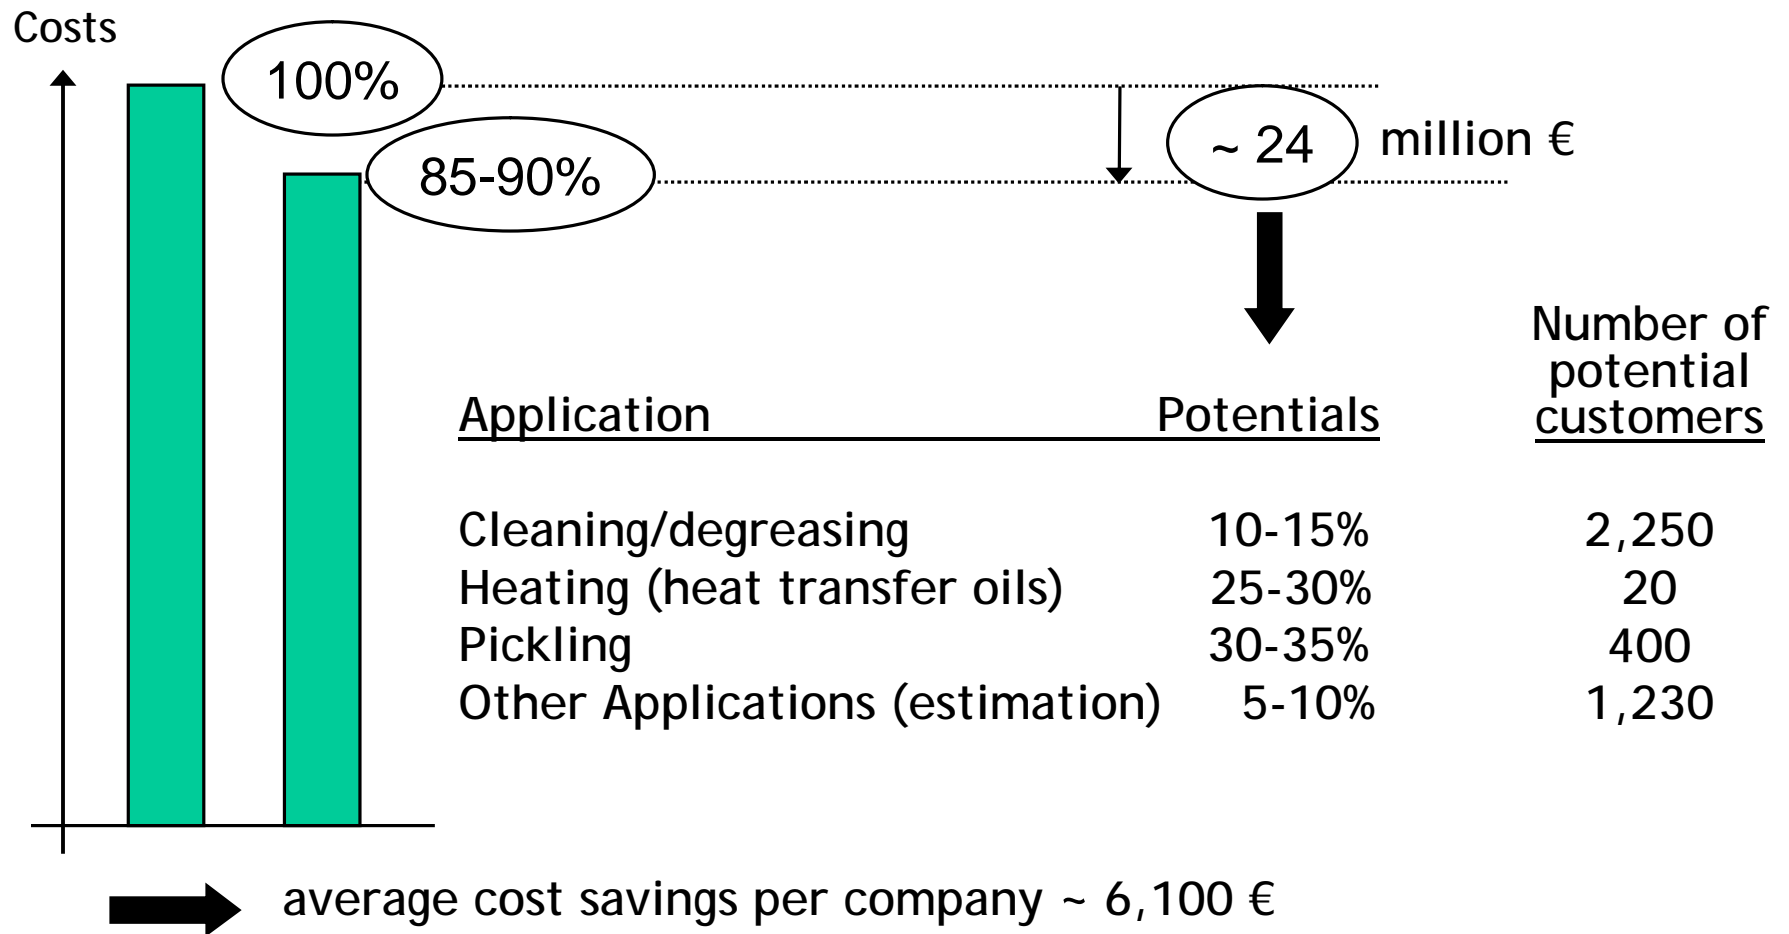 Costs
100%
85-90%
~ 24 million €
Number of
potential
customers
Application Potentials
Cleaning/degreasing 10-15% 2,250
Heating (heat transfer oils) 25-30% 20
Pickling 30-35% 400
Other Applications (estimation) 5-10% 1,230
average cost savings per company ~ 6,100 €